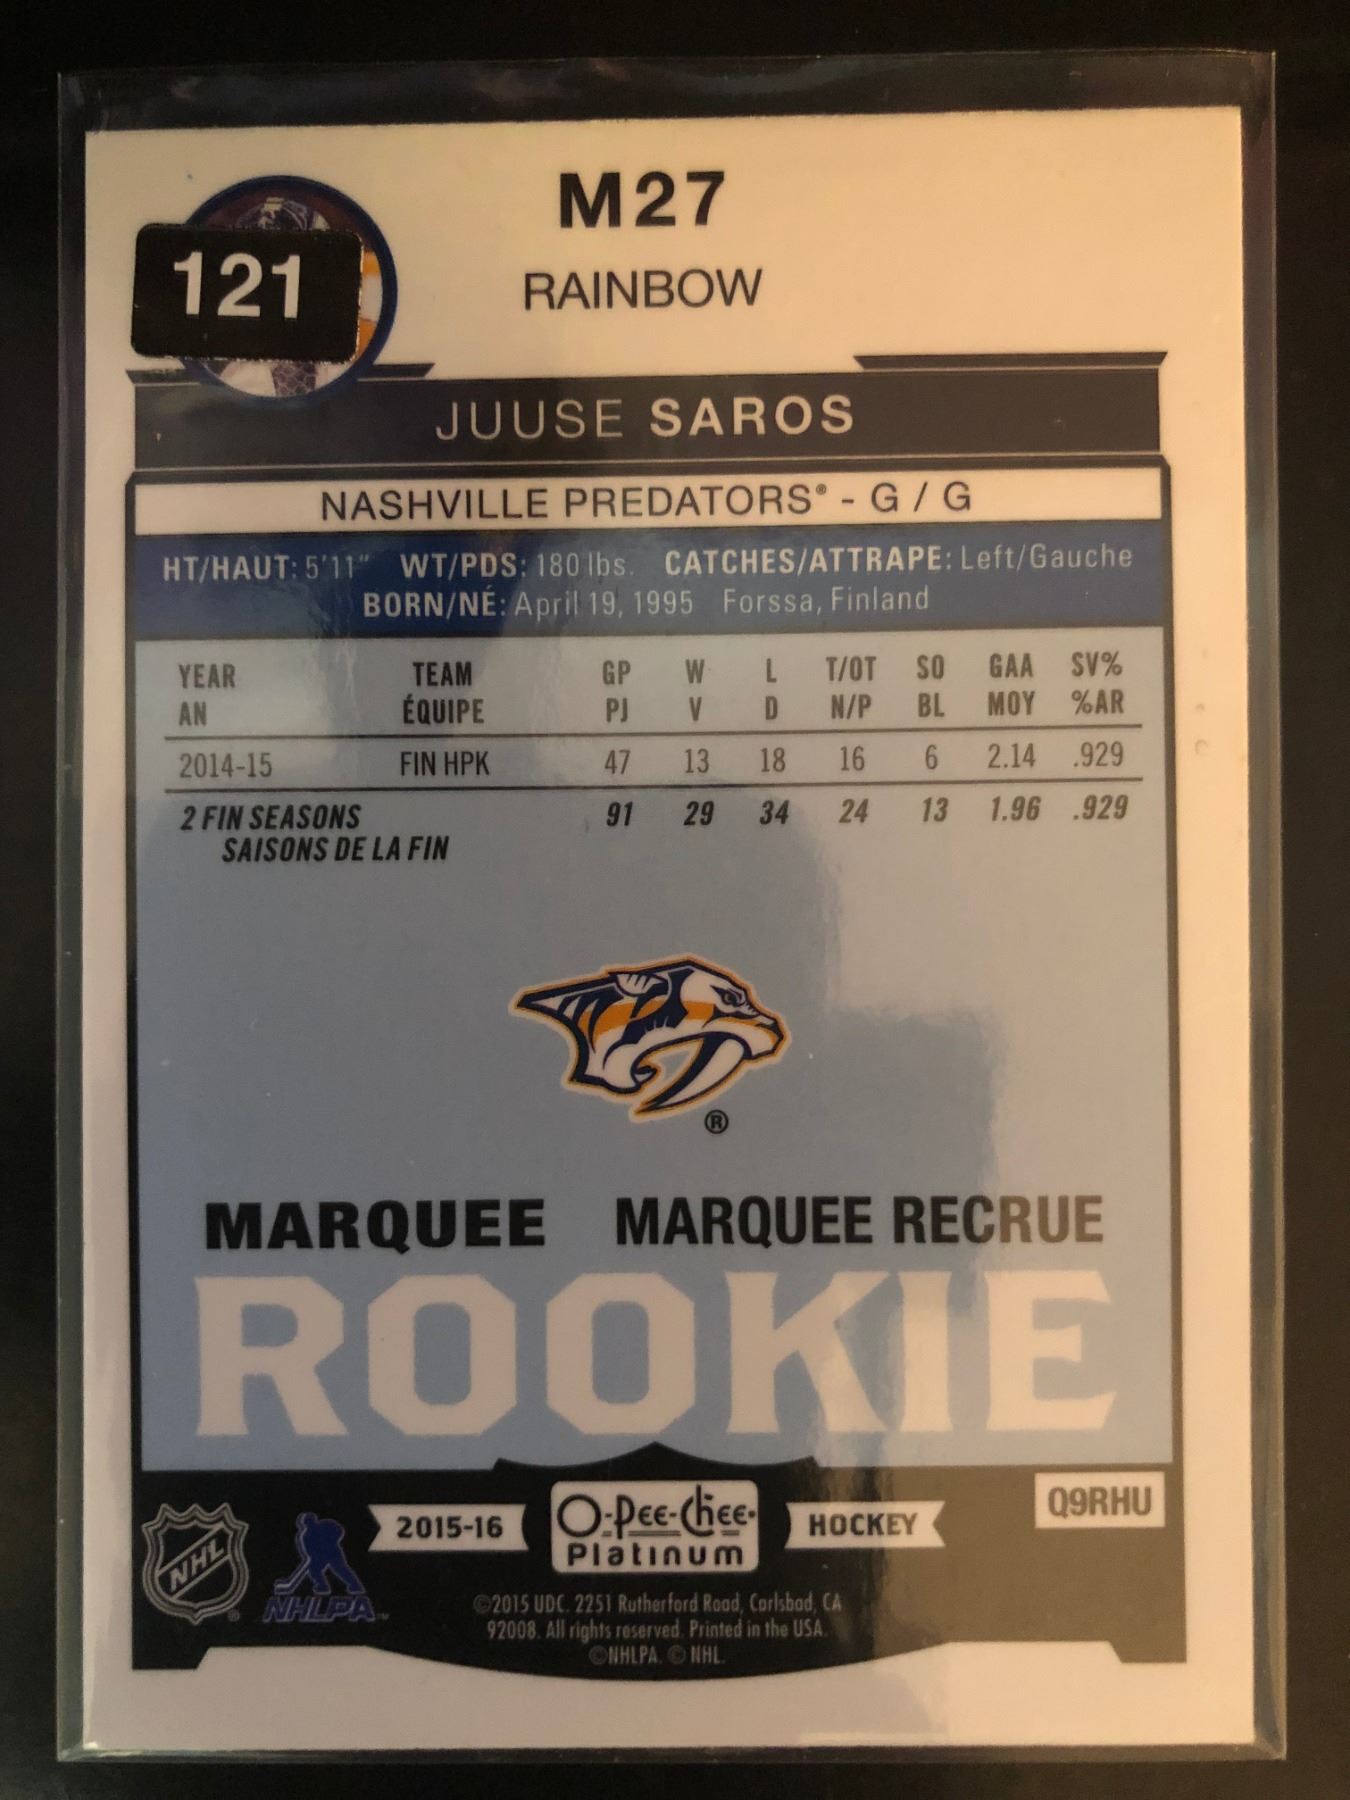 M27
121
RAINBOW
JUUSE SAROS
NASHVILLE PREDATORS® - G / G
HT/HAUT: 5'11" WT/PDS: 180 lbs. CATCHES/ATTRAPE: Left/Gauche
BORN/NÉ: April 19, 1995 Forssa, Finland
YEAR TEAM GP W L T/OT SO GAA SV%
AN ÉQUIPE PJ V D N/P BL MOY %AR
2014-15 FIN HPK 47 13 18 16 6 2.14 .929
2 FIN SEASONS 91 29 34 24 13 1.96 .929
SAISONS DE LA FIN
®
MARQUEE MARQUEE RECRUE
ROOKIE
Q9RHU
2015-16 O-Pee-Chee HOCKEY
Platinum
NHL ®
NHLPA™
©2015 UDC. 2251 Rutherford Road, Carlsbad, CA
92008. All rights reserved. Printed in the USA.
©NHLPA. © NHL.